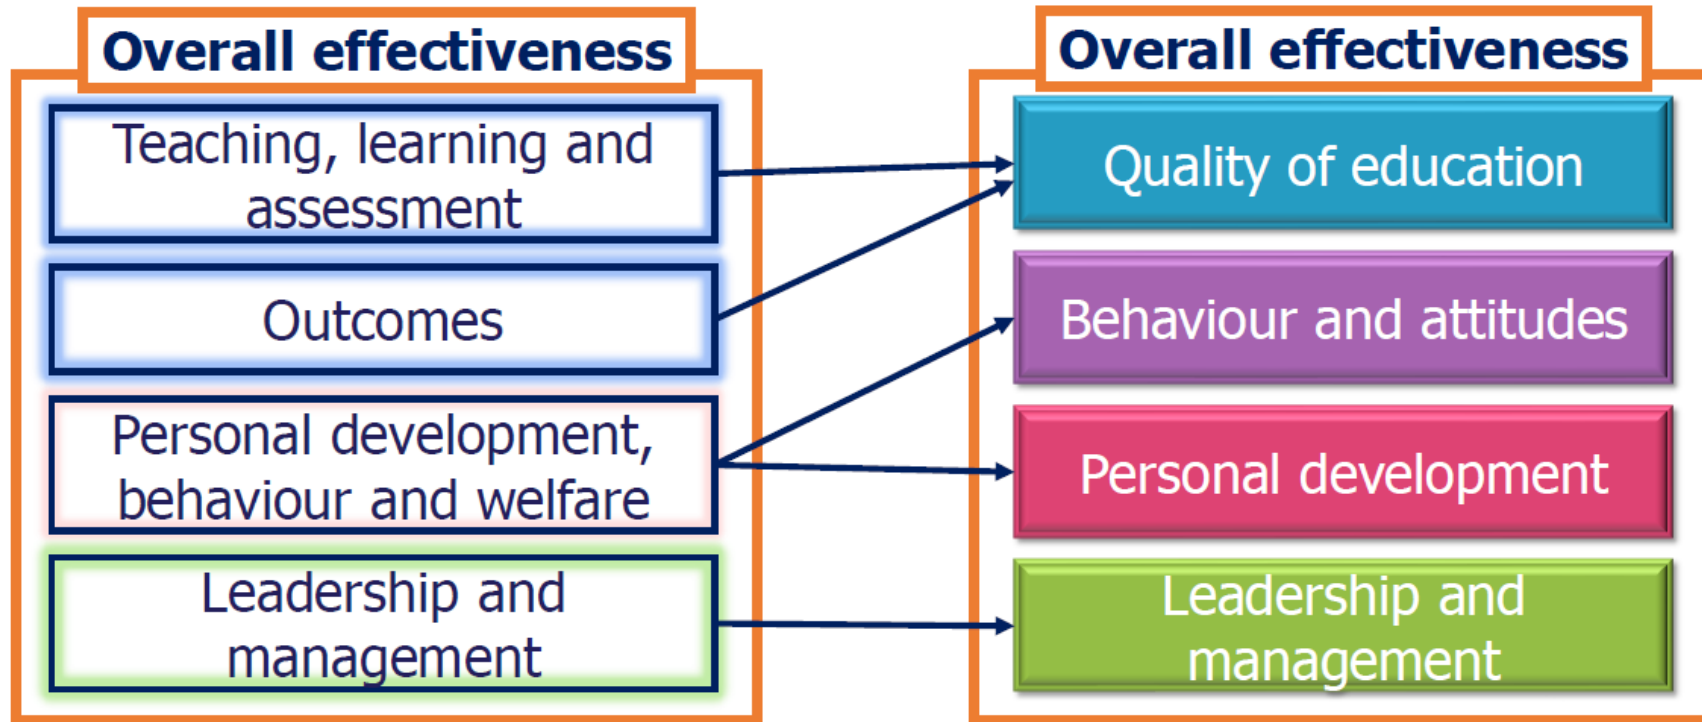 Overall effectiveness
Teaching, learning and
assessment
Outcomes
Personal development,
behaviour and welfare
Leadership and
management
Overall effectiveness
Quality of education
Behaviour and attitudes
Personal development
Leadership and
management